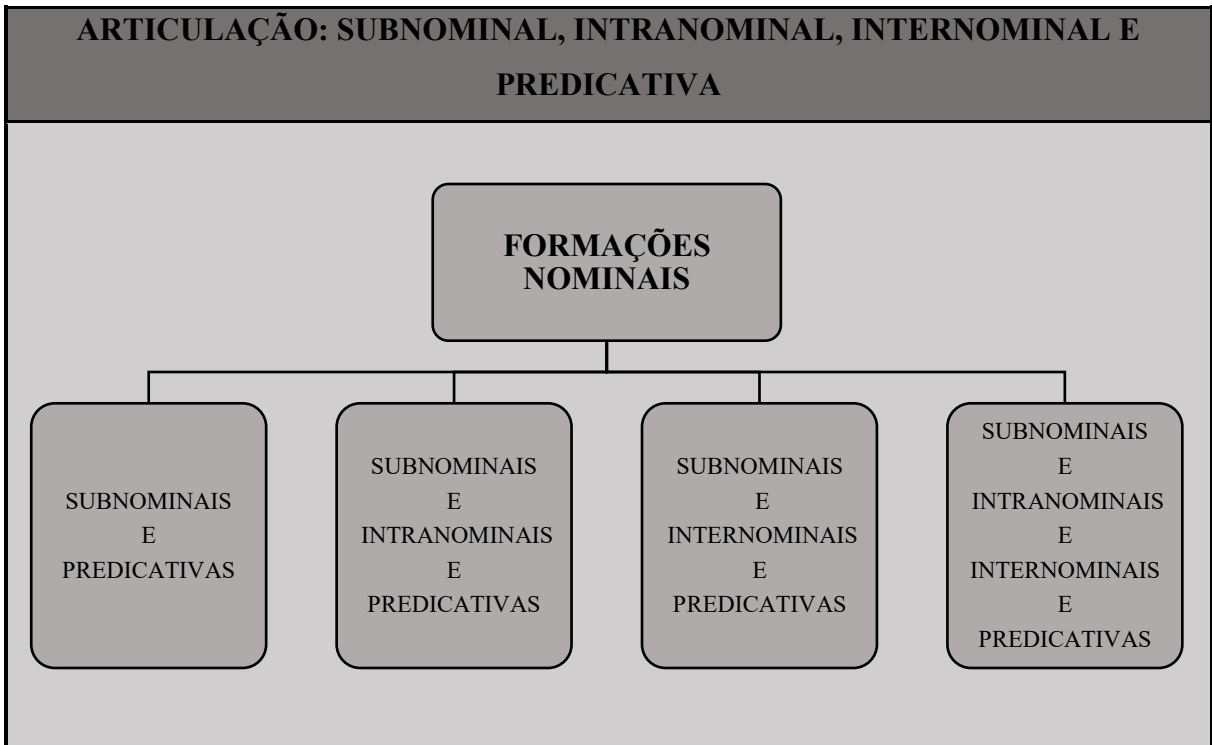 ARTICULAÇÃO: SUBNOMINAL, INTRANOMINAL, INTERNOMINAL E
PREDICATIVA
FORMAÇÕES
NOMINAIS
SUBNOMINAIS
E
PREDICATIVAS
SUBNOMINAIS
E
INTRANOMINAIS
E
PREDICATIVAS
SUBNOMINAIS
E
INTERNOMINAIS
E
PREDICATIVAS
SUBNOMINAIS
E
INTRANOMINAIS
E
INTERNOMINAIS
E
PREDICATIVAS